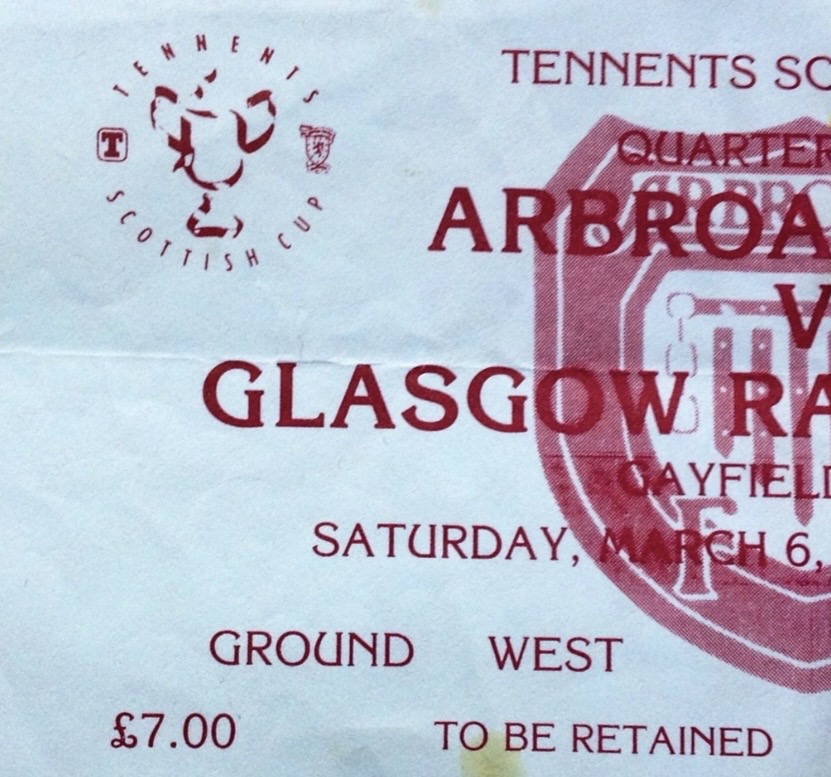 TENNENTS
T
SCOTTISH CUP
TENNENTS SC
QUARTER
ARBROA
V
GLASGOW RA
GAYFIEL
SATURDAY, MARCH 6,
F
GROUND WEST
£7.00 TO BE RETAINED